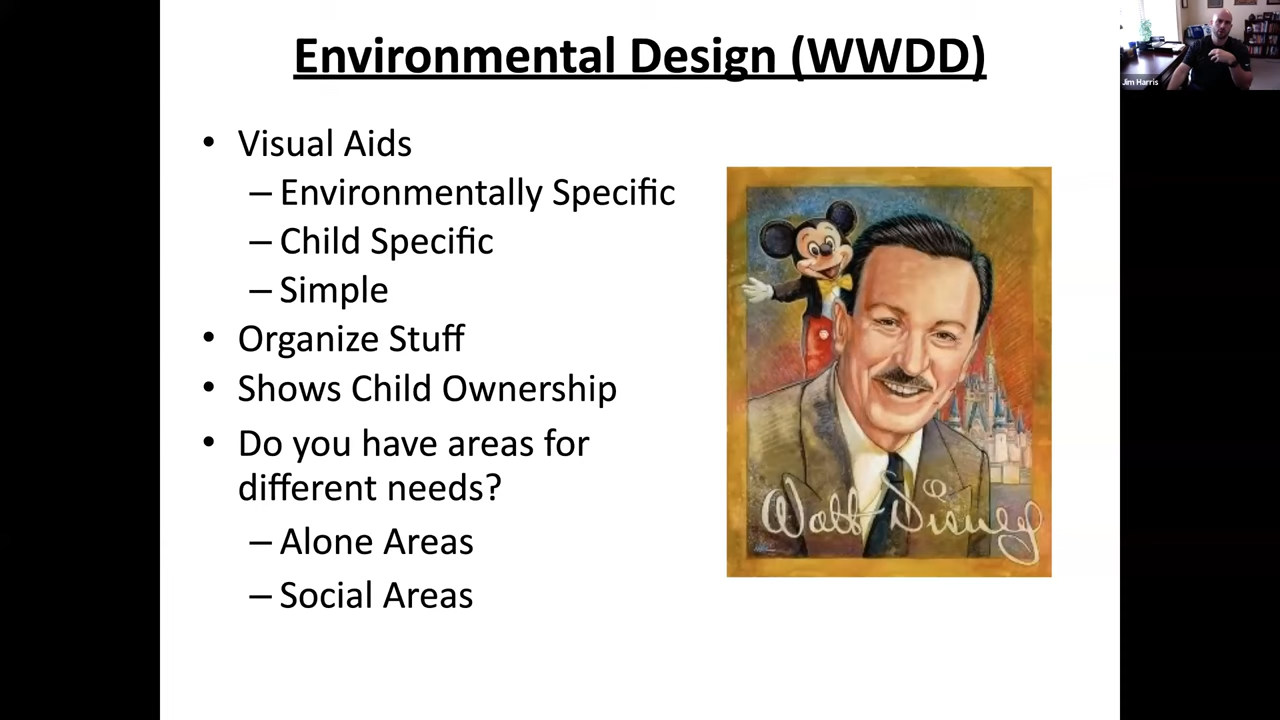 Environmental Design (WWDD)
Jim Harris
• Visual Aids
– Environmentally Specific
– Child Specific
– Simple
• Organize Stuff
• Shows Child Ownership
• Do you have areas for
different needs?
– Alone Areas
– Social Areas
Walt Disney